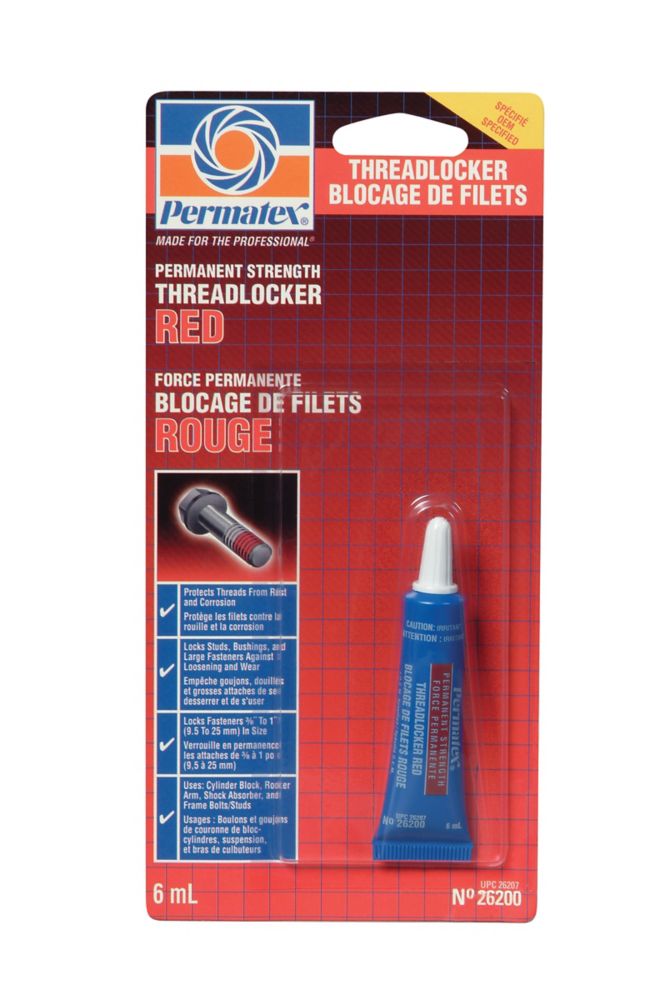 SPÉCIFIÉ
OEM
SPECIFIED
THREADLOCKER
BLOCAGE DE FILETS
Permatex®
MADE FOR THE PROFESSIONAL®
PERMANENT STRENGTH
THREADLOCKER
RED
FORCE PERMANENTE
BLOCAGE DE FILETS
ROUGE
Protects Threads From Rust
and Corrosion
Protège les filets contre la
rouille et la corrosion
Locks Studs, Bushings, and
Large Fasteners Against
Loosening and Wear
Empêche goujons, douilles
et grosses attaches de se
desserrer et de s'user
Locks Fasteners ⅜" To 1"
(9.5 To 25 mm) In Size
Verrouille en permanence
les attaches de ⅜ à 1 po
(9,5 à 25 mm)
Uses: Cylinder Block, Rocker
Arm, Shock Absorber, and
Frame Bolts/Studs
Usages : Boulons et goujons
de couronne de bloc-
cylindres, suspension,
et bras de culbuteurs
CAUTION: IRRITANT
ATTENTION : IRRITANT
Permatex®
PERMANENT STRENGTH
FORCE PERMANENTE
THREADLOCKER RED
BLOCAGE DE FILETS ROUGE
UPC 26207
Nº 26200
6 mL
6 mL
UPC 26207
Nº 26200